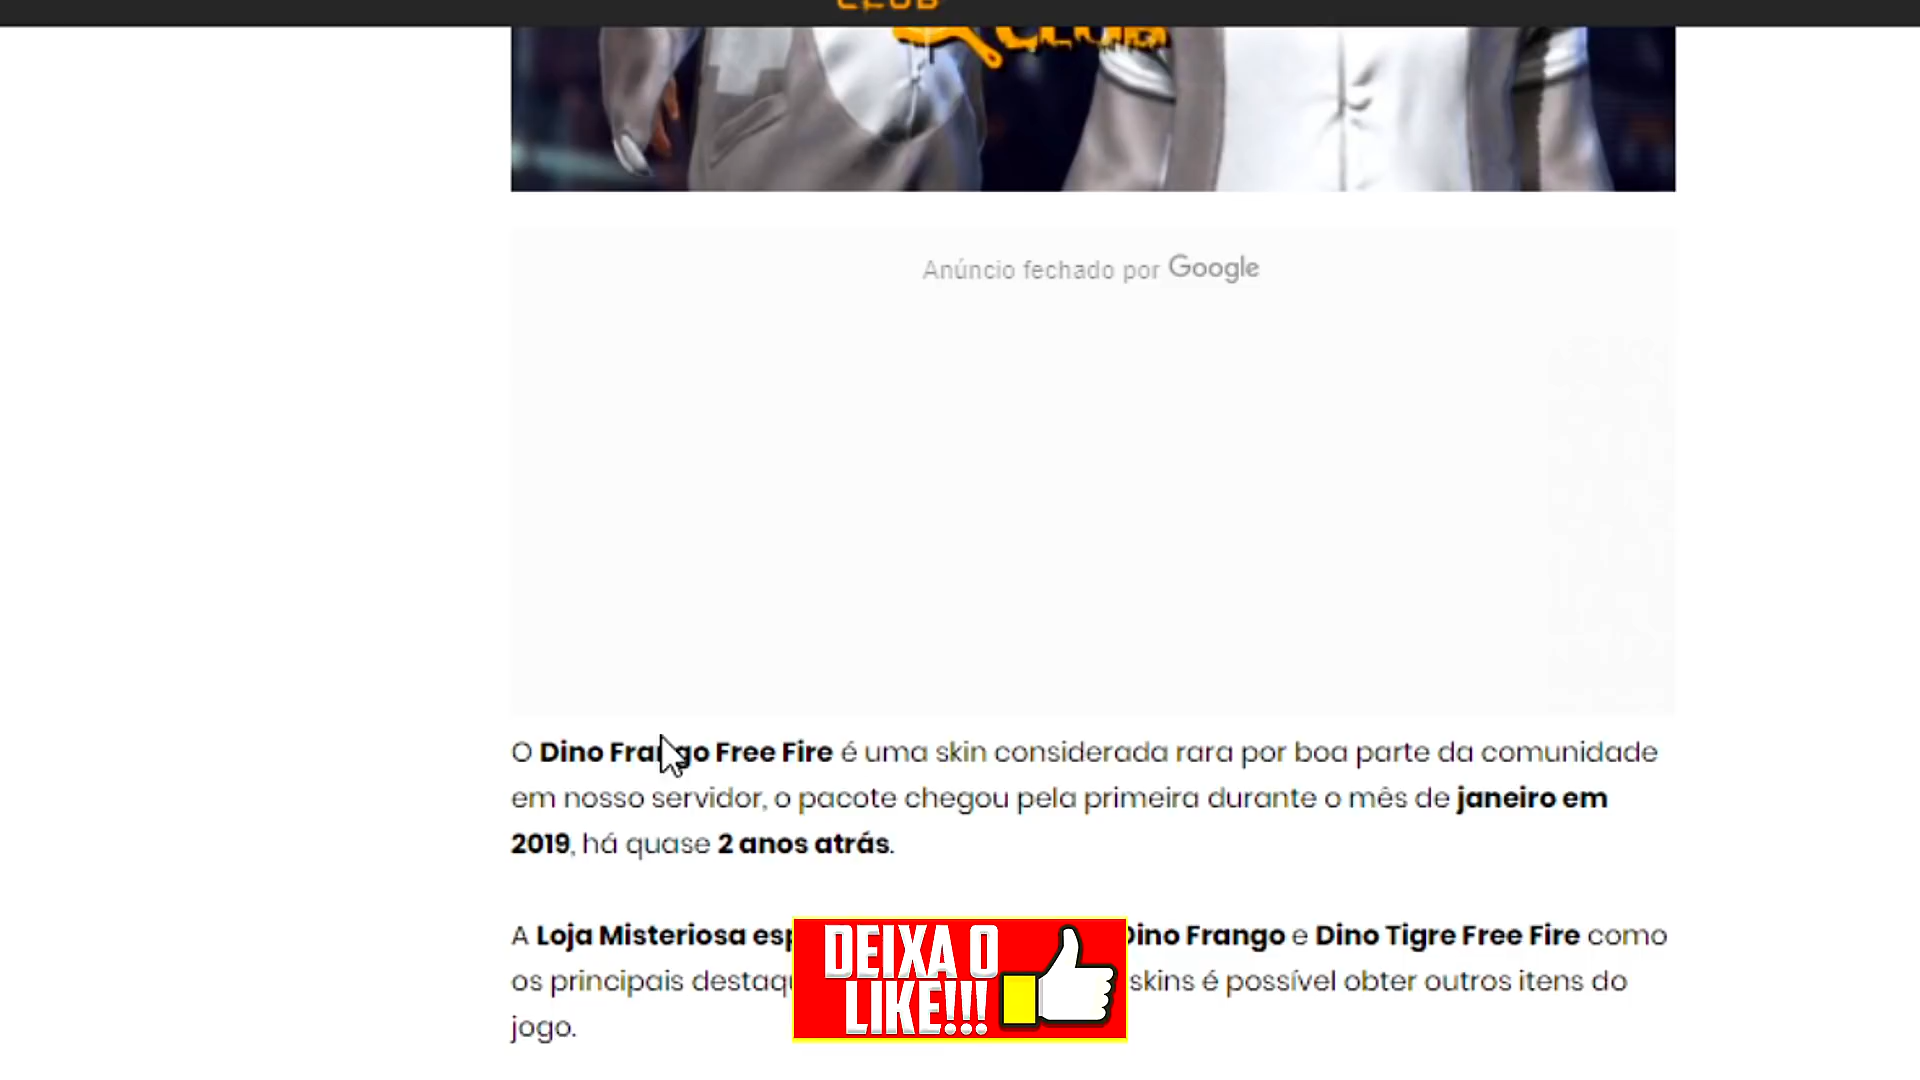 CLUB
CLUB
Anúncio fechado por Google
O Dino Frango Free Fire é uma skin considerada rara por boa parte da comunidade
em nosso servidor, o pacote chegou pela primeira durante o mês de janeiro em
2019, há quase 2 anos atrás.
A Loja Misteriosa Dino Frango e Dino Tigre Free Fire como
os principais skins é possível obter outros itens do
jogo.
DEIXA O
LIKE!!!